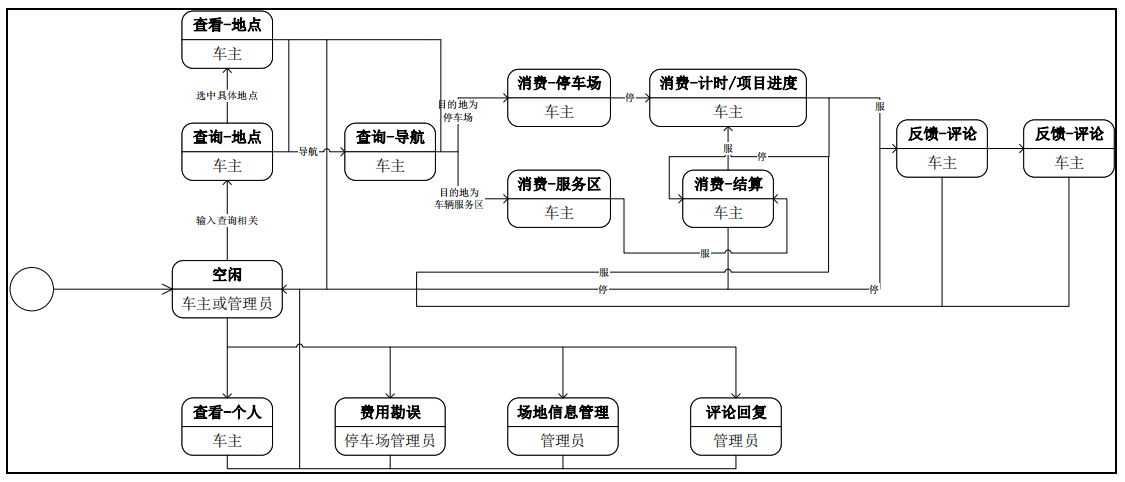 查看-地点
车主
选中具体地点
查询-地点
车主
导航
查询-导航
车主
目的地为
停车场
目的地为
车辆服务区
消费-停车场
车主
停
消费-计时/项目进度
车主
服
停
服
消费-服务区
车主
消费-结算
车主
服
反馈-评论
车主
反馈-评论
车主
输入查询相关
空闲
车主或管理员
服
停
停
查看-个人
车主
费用勘误
停车场管理员
场地信息管理
管理员
评论回复
管理员